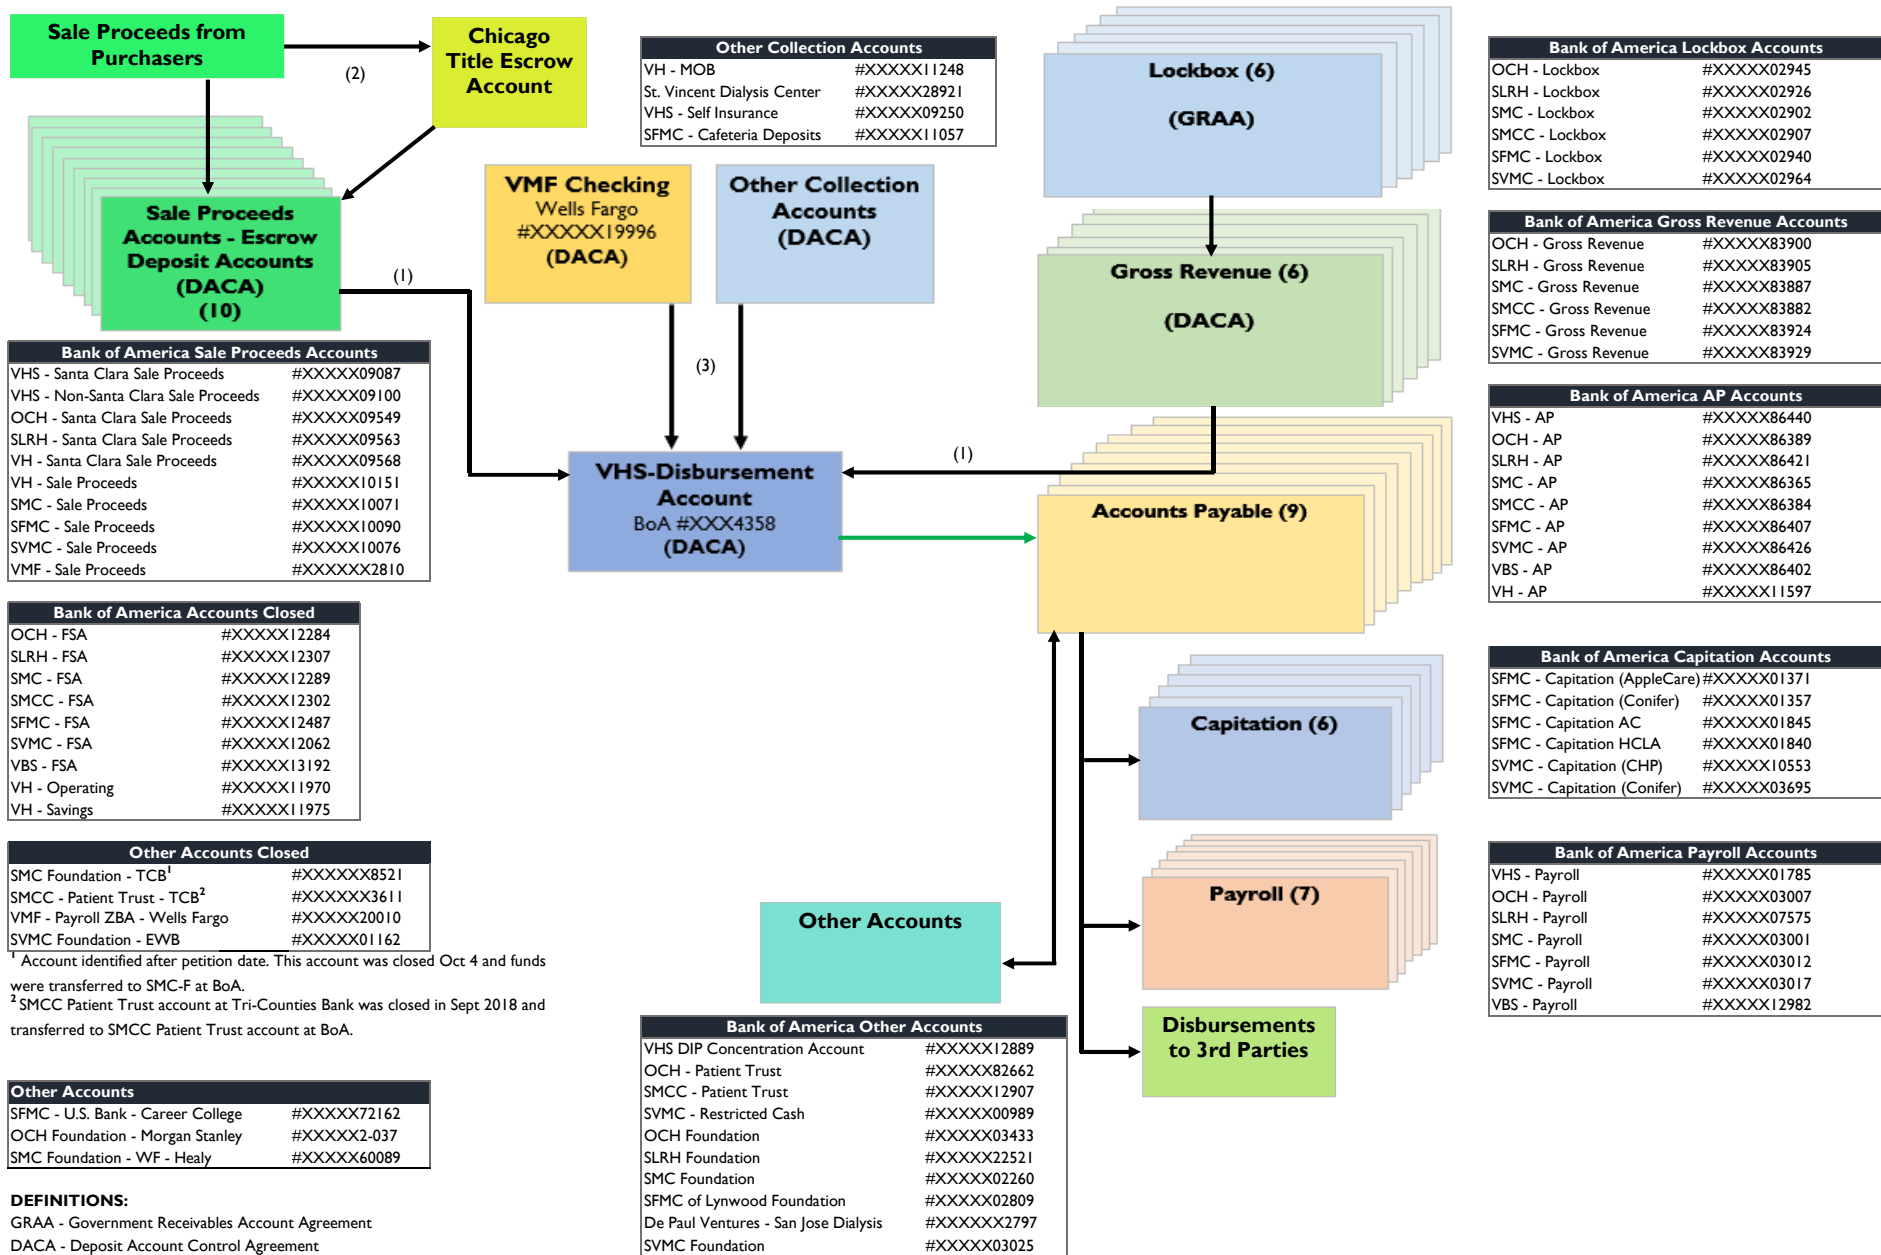 Sale Proceeds from
Purchasers
(2)
Chicago
Title Escrow
Account
Sale Proceeds
Accounts - Escrow
Deposit Accounts
(DACA)
(10)
(1)
Other Collection Accounts
VH - MOB #XXXXX11248
St. Vincent Dialysis Center #XXXXX28921
VHS - Self Insurance #XXXXX09250
SFMC - Cafeteria Deposits #XXXXX11057
VMF Checking
Wells Fargo
#XXXXX19996
(DACA)
Other Collection
Accounts
(DACA)
(3)
Lockbox (6)
(GRAA)
Gross Revenue (6)
(DACA)
(1)
VHS-Disbursement
Account
BoA #XXX4358
(DACA)
Accounts Payable (9)
Capitation (6)
Payroll (7)
Disbursements
to 3rd Parties
Other Accounts
Bank of America Sale Proceeds Accounts
VHS - Santa Clara Sale Proceeds #XXXXX09087
VHS - Non-Santa Clara Sale Proceeds #XXXXX09100
OCH - Santa Clara Sale Proceeds #XXXXX09549
SLRH - Santa Clara Sale Proceeds #XXXXX09563
VH - Santa Clara Sale Proceeds #XXXXX09568
VH - Sale Proceeds #XXXXX10151
SMC - Sale Proceeds #XXXXX10071
SFMC - Sale Proceeds #XXXXX10090
SVMC - Sale Proceeds #XXXXX10076
VMF - Sale Proceeds #XXXXXX2810
Bank of America Accounts Closed
OCH - FSA #XXXXX12284
SLRH - FSA #XXXXX12307
SMC - FSA #XXXXX12289
SMCC - FSA #XXXXX12302
SFMC - FSA #XXXXX12487
SVMC - FSA #XXXXX12062
VBS - FSA #XXXXX13192
VH - Operating #XXXXX11970
VH - Savings #XXXXX11975
Other Accounts Closed
SMC Foundation - TCB¹ #XXXXXX8521
SMCC - Patient Trust - TCB² #XXXXXX3611
VMF - Payroll ZBA - Wells Fargo #XXXXX20010
SVMC Foundation - EWB #XXXXX01162
¹ Account identified after petition date. This account was closed Oct 4 and funds
were transferred to SMC-F at BoA.
² SMCC Patient Trust account at Tri-Counties Bank was closed in Sept 2018 and
transferred to SMCC Patient Trust account at BoA.
Other Accounts
SFMC - U.S. Bank - Career College #XXXXX72162
OCH Foundation - Morgan Stanley #XXXXX2-037
SMC Foundation - WF - Healy #XXXXX60089
DEFINITIONS:
GRAA - Government Receivables Account Agreement
DACA - Deposit Account Control Agreement
Bank of America Other Accounts
VHS DIP Concentration Account #XXXXX12889
OCH - Patient Trust #XXXXX82662
SMCC - Patient Trust #XXXXX12907
SVMC - Restricted Cash #XXXXX00989
OCH Foundation #XXXXX03433
SLRH Foundation #XXXXX22521
SMC Foundation #XXXXX02260
SFMC of Lynwood Foundation #XXXXX02809
De Paul Ventures - San Jose Dialysis #XXXXXX2797
SVMC Foundation #XXXXX03025
Bank of America Lockbox Accounts
OCH - Lockbox #XXXXX02945
SLRH - Lockbox #XXXXX02926
SMC - Lockbox #XXXXX02902
SMCC - Lockbox #XXXXX02907
SFMC - Lockbox #XXXXX02940
SVMC - Lockbox #XXXXX02964
Bank of America Gross Revenue Accounts
OCH - Gross Revenue #XXXXX83900
SLRH - Gross Revenue #XXXXX83905
SMC - Gross Revenue #XXXXX83887
SMCC - Gross Revenue #XXXXX83882
SFMC - Gross Revenue #XXXXX83924
SVMC - Gross Revenue #XXXXX83929
Bank of America AP Accounts
VHS - AP #XXXXX86440
OCH - AP #XXXXX86389
SLRH - AP #XXXXX86421
SMC - AP #XXXXX86365
SMCC - AP #XXXXX86384
SFMC - AP #XXXXX86407
SVMC - AP #XXXXX86426
VBS - AP #XXXXX86402
VH - AP #XXXXX11597
Bank of America Capitation Accounts
SFMC - Capitation (AppleCare) #XXXXX01371
SFMC - Capitation (Conifer) #XXXXX01357
SFMC - Capitation AC #XXXXX01845
SFMC - Capitation HCLA #XXXXX01840
SVMC - Capitation (CHP) #XXXXX10553
SVMC - Capitation (Conifer) #XXXXX03695
Bank of America Payroll Accounts
VHS - Payroll #XXXXX01785
OCH - Payroll #XXXXX03007
SLRH - Payroll #XXXXX07575
SMC - Payroll #XXXXX03001
SFMC - Payroll #XXXXX03012
SVMC - Payroll #XXXXX03017
VBS - Payroll #XXXXX12982